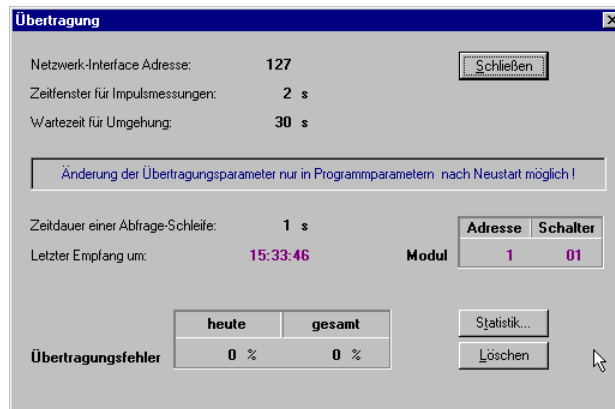 Übertragung
Netzwerk-Interface Adresse: 127
Schließen
Zeitfenster für Impulsmessungen: 2 s
Wartezeit für Umgehung: 30 s
Änderung der Übertragungsparameter nur in Programmparametern nach Neustart möglich !
Zeitdauer einer Abfrage-Schleife: 1 s
Adresse Schalter
Letzter Empfang um: 15:33:46 Modul 1 01
heute gesamt
Statistik...
Übertragungsfehler 0 % 0 %
Löschen